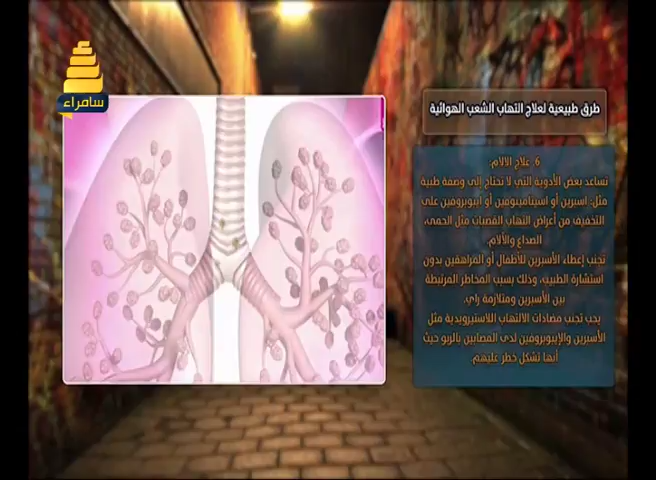 سامراء
طرق طبيعية لعلاج التهاب الشعب الهوائية
6. علاج الآلام:
تساعد بعض الأدوية التي لا تحتاج إلى وصفة طبية
مثل: اسبرين أو اسيتامينوفين أو ايبوبروفين على
التخفيف من أعراض التهاب القصبات مثل الحمى،
الصداع والآلام.
تجنب إعطاء الأسبرين للأطفال أو المراهقين بدون
استشارة الطبيب، وذلك بسبب المخاطر المرتبطة
بين الأسبرين ومتلازمة راي.
يجب تجنب مضادات الالتهاب اللاستيرويدية مثل
الأسبرين والإيبوبروفين لدى المصابين بالربو حيث
أنها تشكل خطر عليهم.